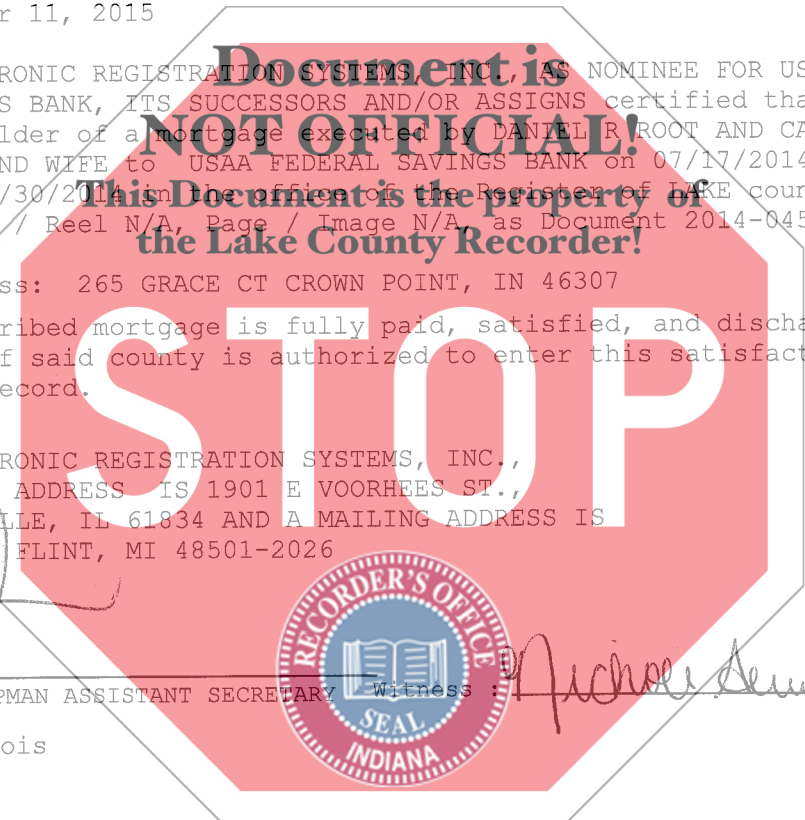 r 11, 2015
Document is
RONIC REGISTRATION SYSTEMS, INC., AS NOMINEE FOR US
S BANK, ITS SUCCESSORS AND/OR ASSIGNS certified tha
NOT OFFICIAL!
lder of a mortgage executed by DANIEL R ROOT AND CA
ND WIFE to USAA FEDERAL SAVINGS BANK on 07/17/2014
This Document is the property of
/30/2014 in the office of the Register of LAKE coun
/ Reel N/A, Page / Image N/A, as Document 2014-045
the Lake County Recorder!
ss: 265 GRACE CT CROWN POINT, IN 46307
STOP
ribed mortgage is fully paid, satisfied, and discha
f said county is authorized to enter this satisfact
ecord.
RONIC REGISTRATION SYSTEMS, INC.,
ADDRESS IS 1901 E VOORHEES ST.,
LLE, IL 61834 AND A MAILING ADDRESS IS
FLINT, MI 48501-2026
RECORDER'S OFFICE
SEAL
INDIANA
PMAN ASSISTANT SECRETARY Witness :
ois